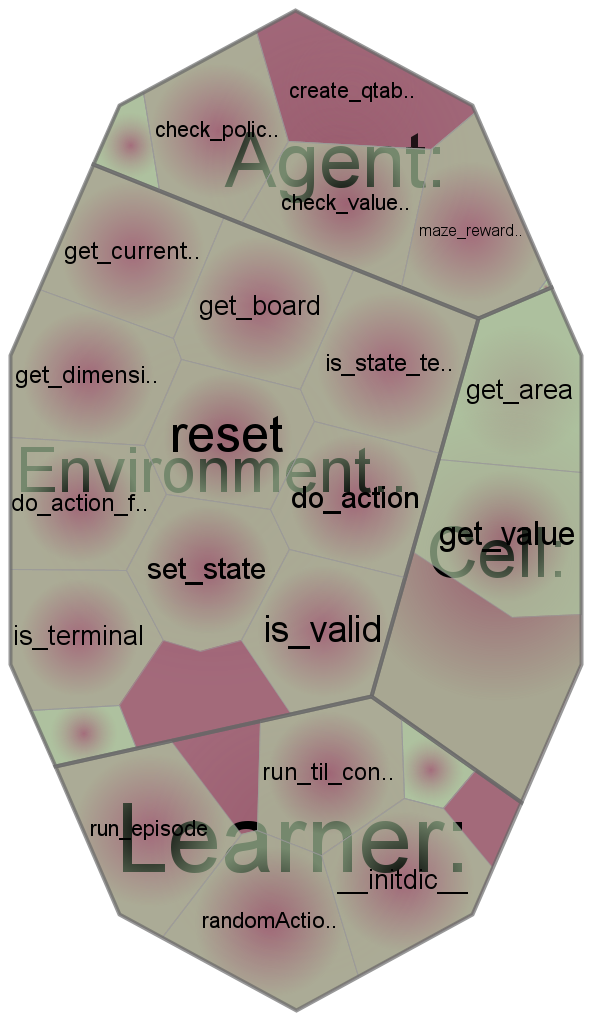 create_qtab..
check_polic..
Agent:
check_value..
maze_reward..
get_current..
get_board
is_state_te..
get_dimensi..
get_area
reset
Environment..
do_action_f..
do_action
get_value
Cell:
set_state
is_terminal
is_valid
run_til_con..
run_episode
Learner:
__initdic__
randomActio..